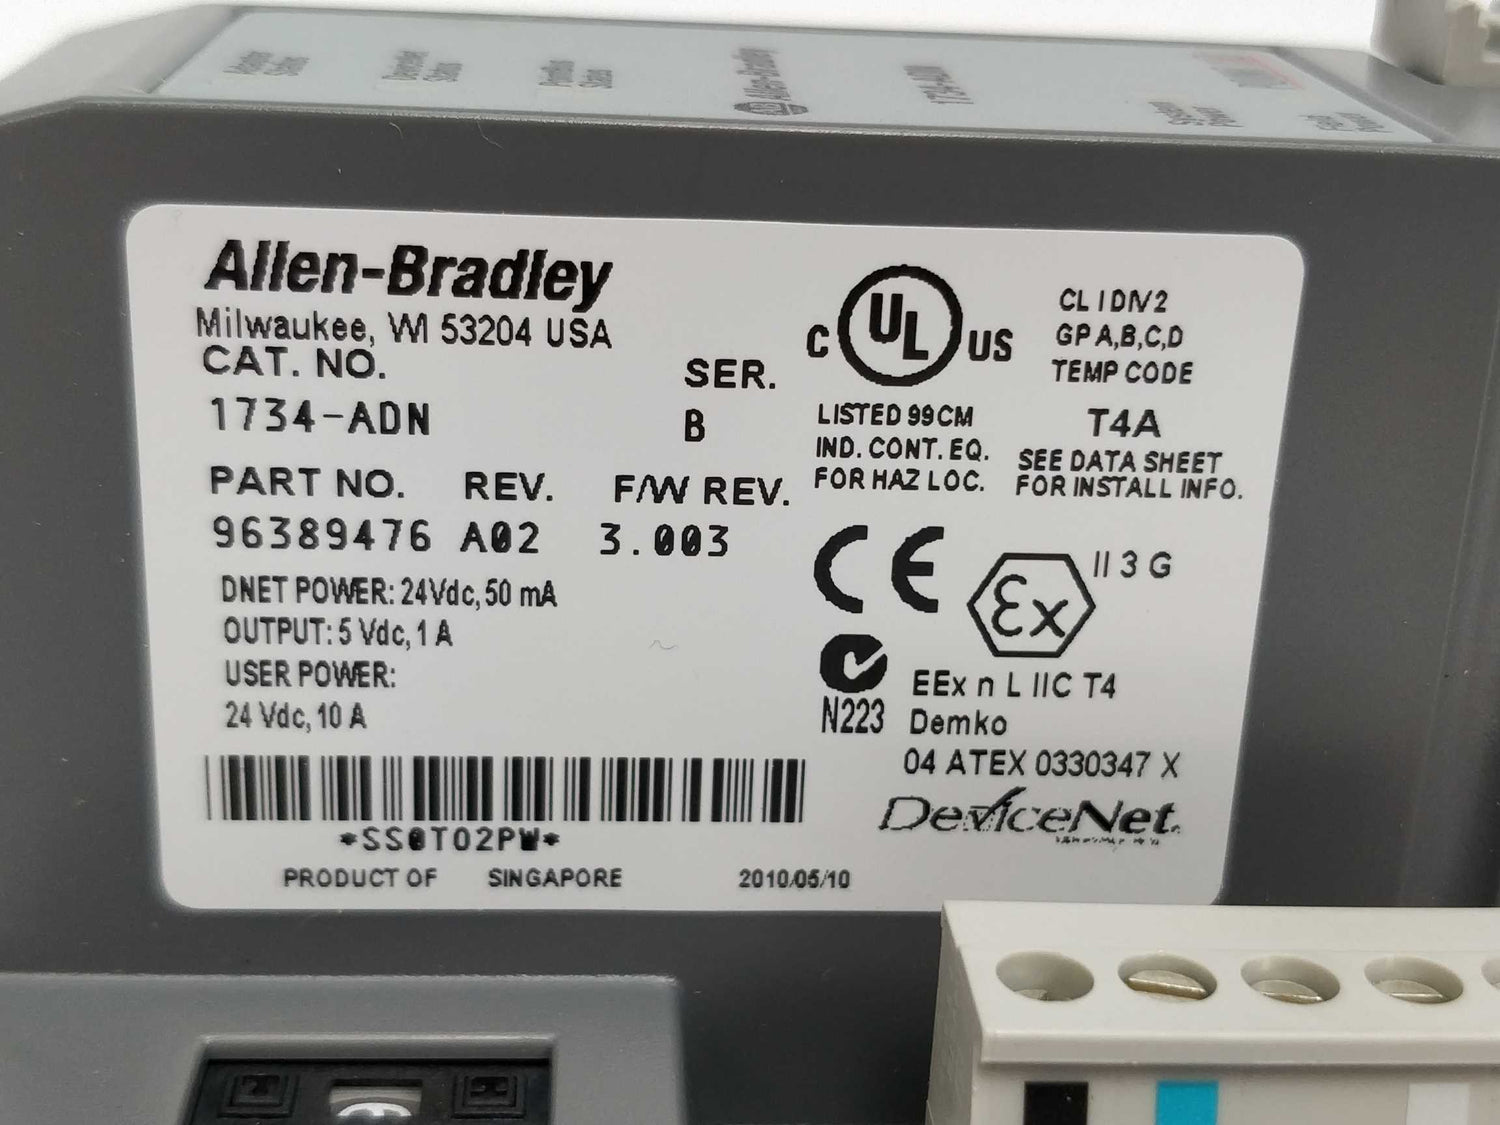 Allen-Bradley
1734-ADN
Allen-Bradley
Milwaukee, WI 53204 USA
CAT. NO.
SER.
1734-ADN
B
PART NO. REV. F/W REV.
96389476 A02 3.003
DNET POWER: 24Vdc, 50 mA
OUTPUT: 5 Vdc, 1 A
USER POWER:
24 Vdc, 10 A
*SS0T02PW*
PRODUCT OF SINGAPORE 2010/05/10
C UL US
LISTED 99CM
IND. CONT. EQ.
FOR HAZ LOC.
CL I DIV 2
GP A,B,C,D
TEMP CODE
T4A
SEE DATA SHEET
FOR INSTALL INFO.
CE
Ex
II 3 G
N223
EEx n L IIC T4
Demko
04 ATEX 0330347 X
DeviceNet